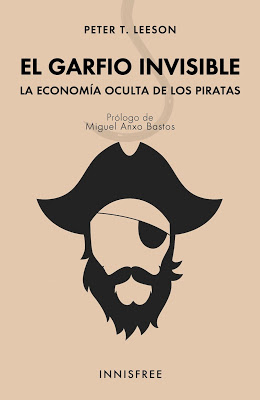 PETER T. LEESON
EL GARFIO INVISIBLE
LA ECONOMÍA OCULTA DE LOS PIRATAS
Prólogo de
Miguel Anxo Bastos
INNISFREE